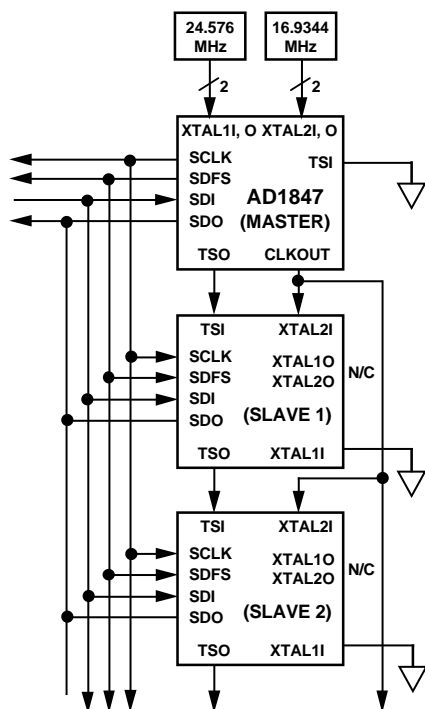 24.576
MHz
16.9344
MHz
2
2
XTAL1I, O XTAL2I, O
SCLK
SDFS
SDI
SDO
TSI
AD1847
(MASTER)
TSO
CLKOUT
TSI
XTAL2I
SCLK
SDFS
SDI
SDO
XTAL1O
XTAL2O
N/C
(SLAVE 1)
TSO
XTAL1I
TSI
XTAL2I
SCLK
SDFS
SDI
SDO
XTAL1O
XTAL2O
N/C
(SLAVE 2)
TSO
XTAL1I